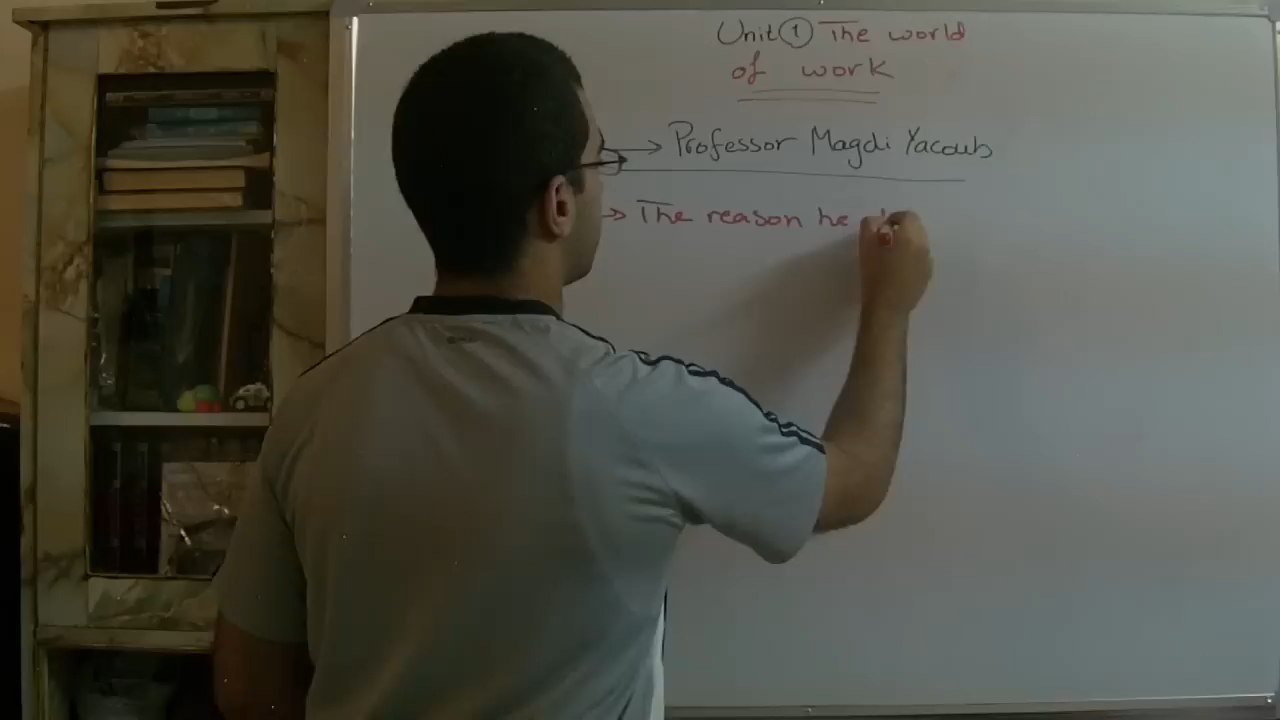 Unit ① The world
of work
→ Professor Magdi Yacoub
→ The reason he